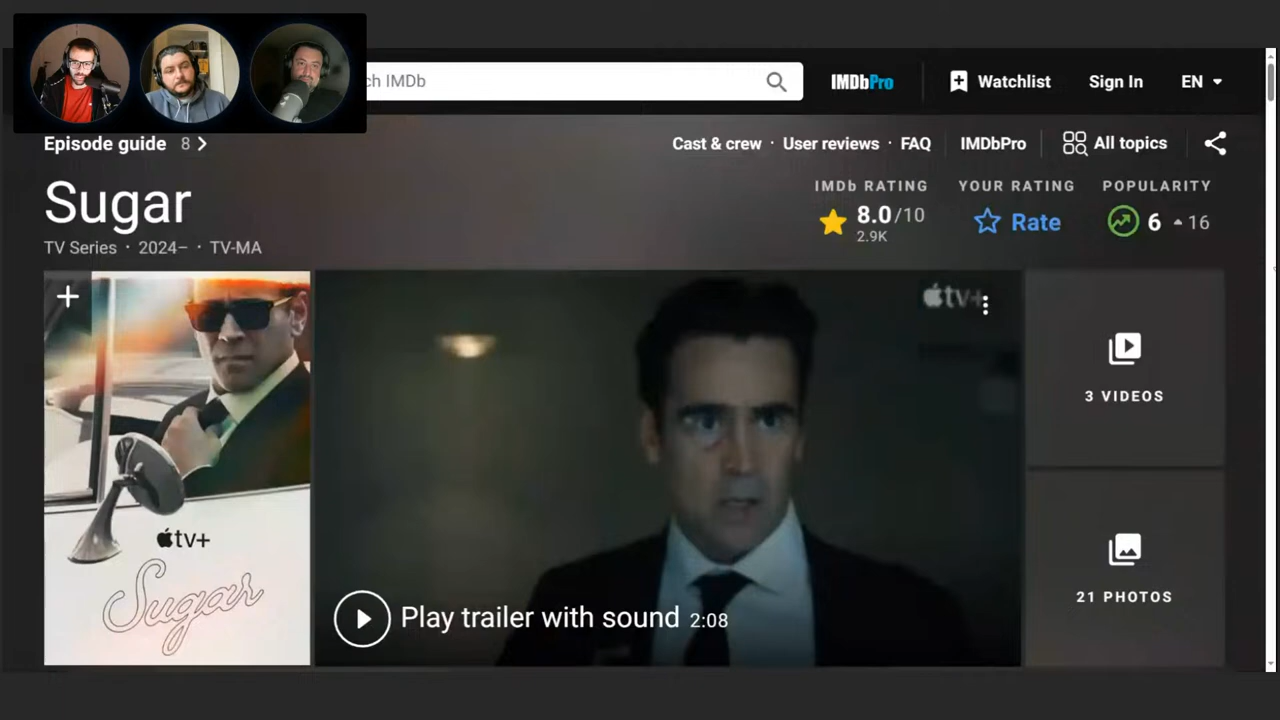 ch IMDb
IMDbPro
Watchlist
Sign In
EN
Episode guide 8
Cast & crew · User reviews · FAQ
IMDbPro
All topics
Sugar
TV Series · 2024– · TV-MA
IMDb RATING
8.0/10
2.9K
YOUR RATING
Rate
POPULARITY
6
16
tv+
Sugar
tv+
Play trailer with sound 2:08
3 VIDEOS
21 PHOTOS